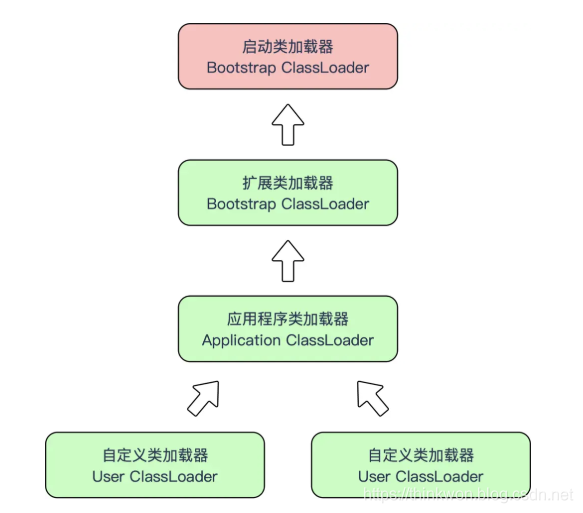 启动类加载器
Bootstrap ClassLoader
扩展类加载器
Bootstrap ClassLoader
应用程序类加载器
Application ClassLoader
自定义类加载器
User ClassLoader
自定义类加载器
User ClassLoader
https://thinkwon.blog.csdn.net